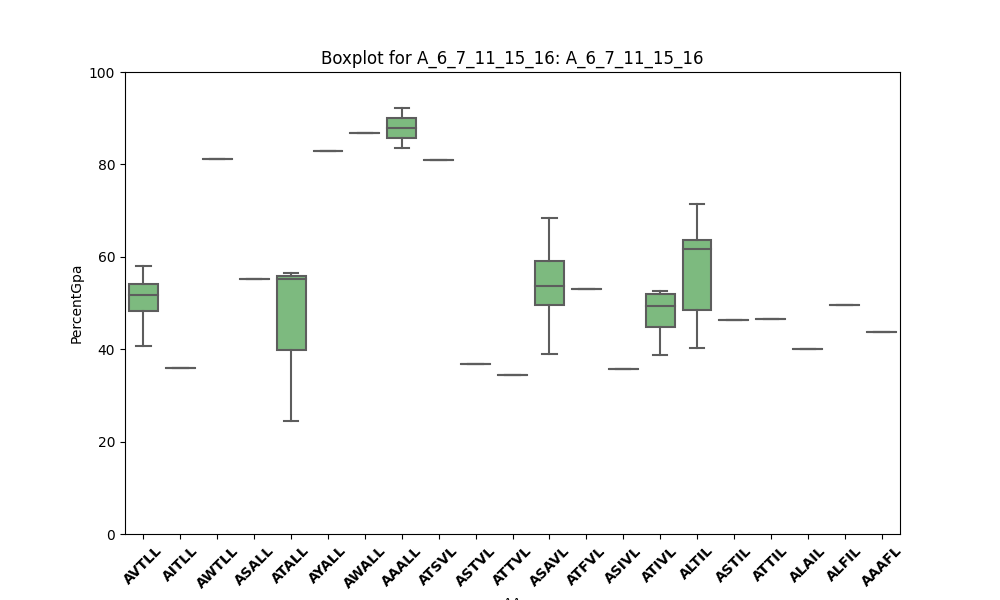 Boxplot for A_6_7_11_15_16: A_6_7_11_15_16
PercentGpa
100
80
60
40
20
0
AVTLL AITLL AWTLL ASALL ATALL AYALL AWALL AAALL ATSVL ASTVL ATTVL ASAVL ATFVL ASIVL ATIVL ALTIL ASTIL ATTIL ALAIL ALFIL AAAFL